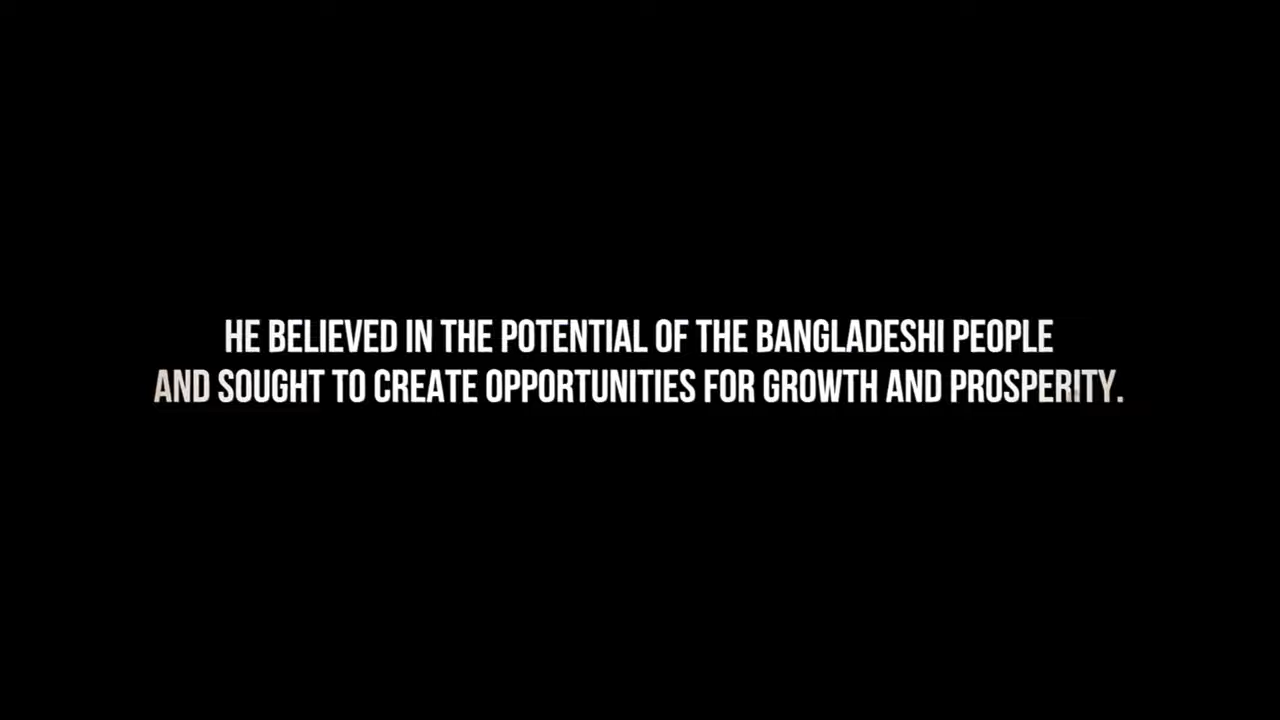 HE BELIEVED IN THE POTENTIAL OF THE BANGLADESHI PEOPLE
AND SOUGHT TO CREATE OPPORTUNITIES FOR GROWTH AND PROSPERITY.